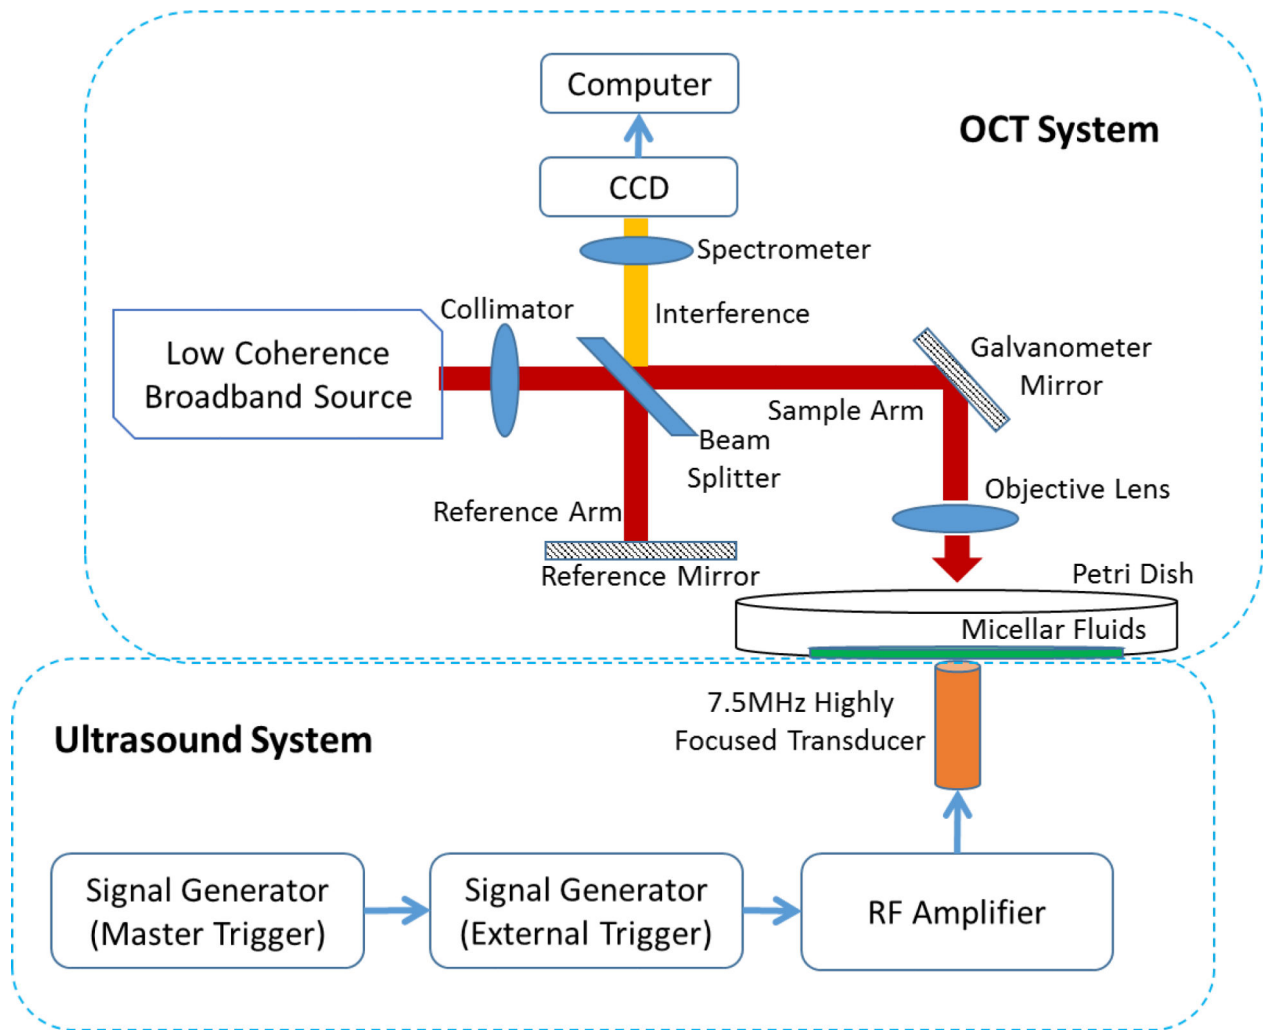 Computer
OCT System
CCD
Spectrometer
Collimator
Interference
Low Coherence
Broadband Source
Galvanometer
Mirror
Sample Arm
Beam
Splitter
Objective Lens
Reference Arm
Reference Mirror
Petri Dish
Micellar Fluids
7.5MHz Highly
Focused Transducer
Ultrasound System
Signal Generator
(Master Trigger)
Signal Generator
(External Trigger)
RF Amplifier